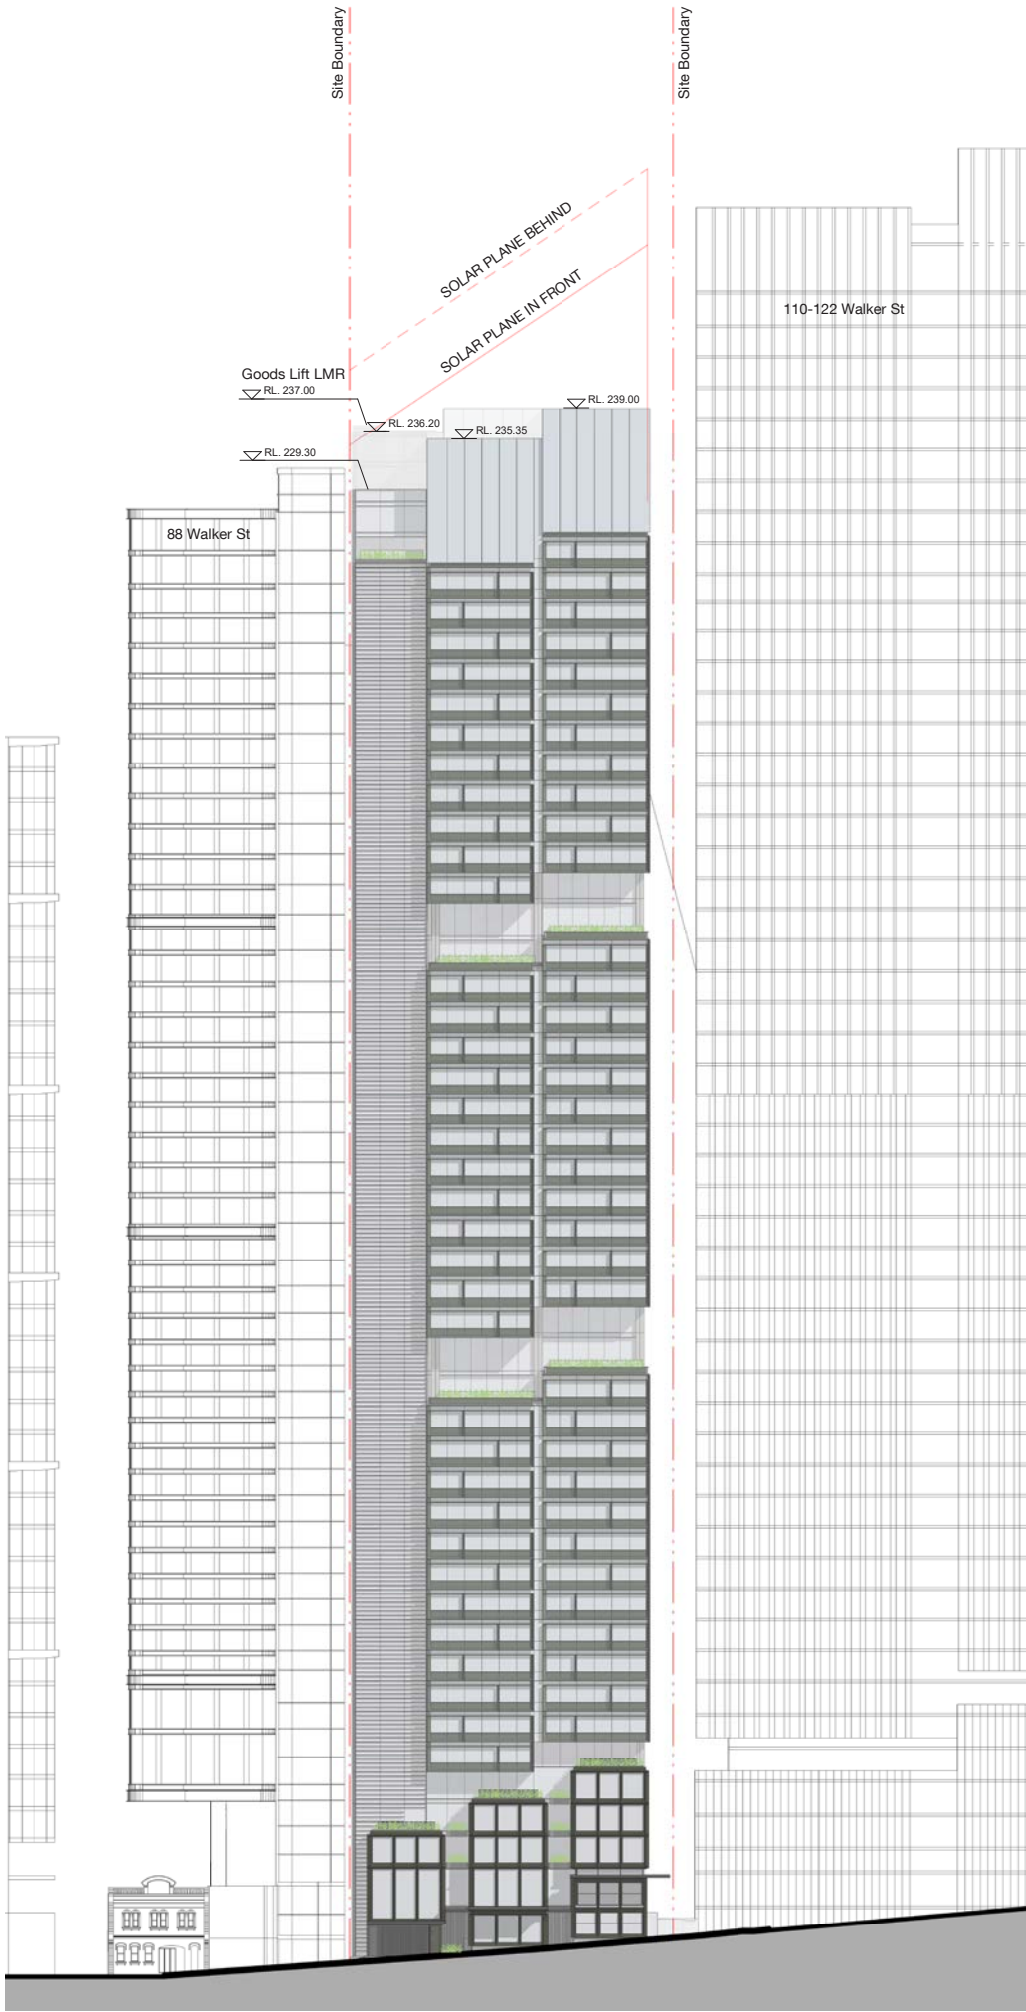 Site Boundary
Site Boundary
SOLAR PLANE BEHIND
SOLAR PLANE IN FRONT
110-122 Walker St
Goods Lift LMR
RL. 237.00
RL. 239.00
RL. 236.20
RL. 235.35
RL. 229.30
88 Walker St